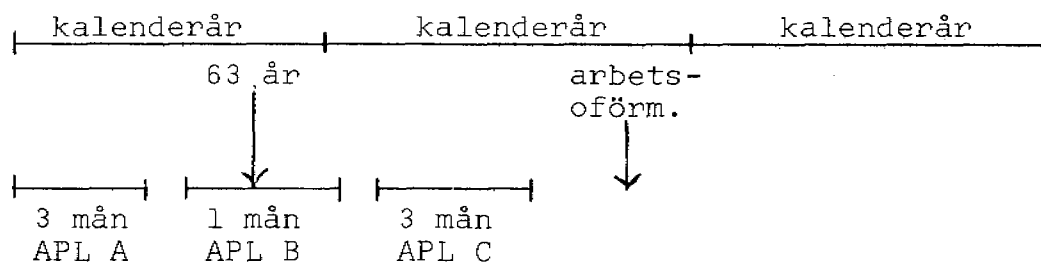 kalenderår kalenderår kalenderår
63 år arbets-
oförm.
3 mån 1 mån 3 mån
APL A APL B APL C